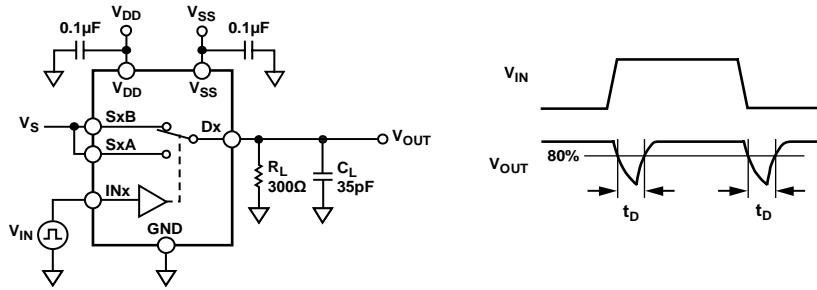 VDD
VSS
0.1µF
0.1µF
VDD
VSS
VS
SxB
Dx
VOUT
SxA
RL
300Ω
CL
35pF
INx
VIN
GND
VIN
VOUT
80%
tD
tD